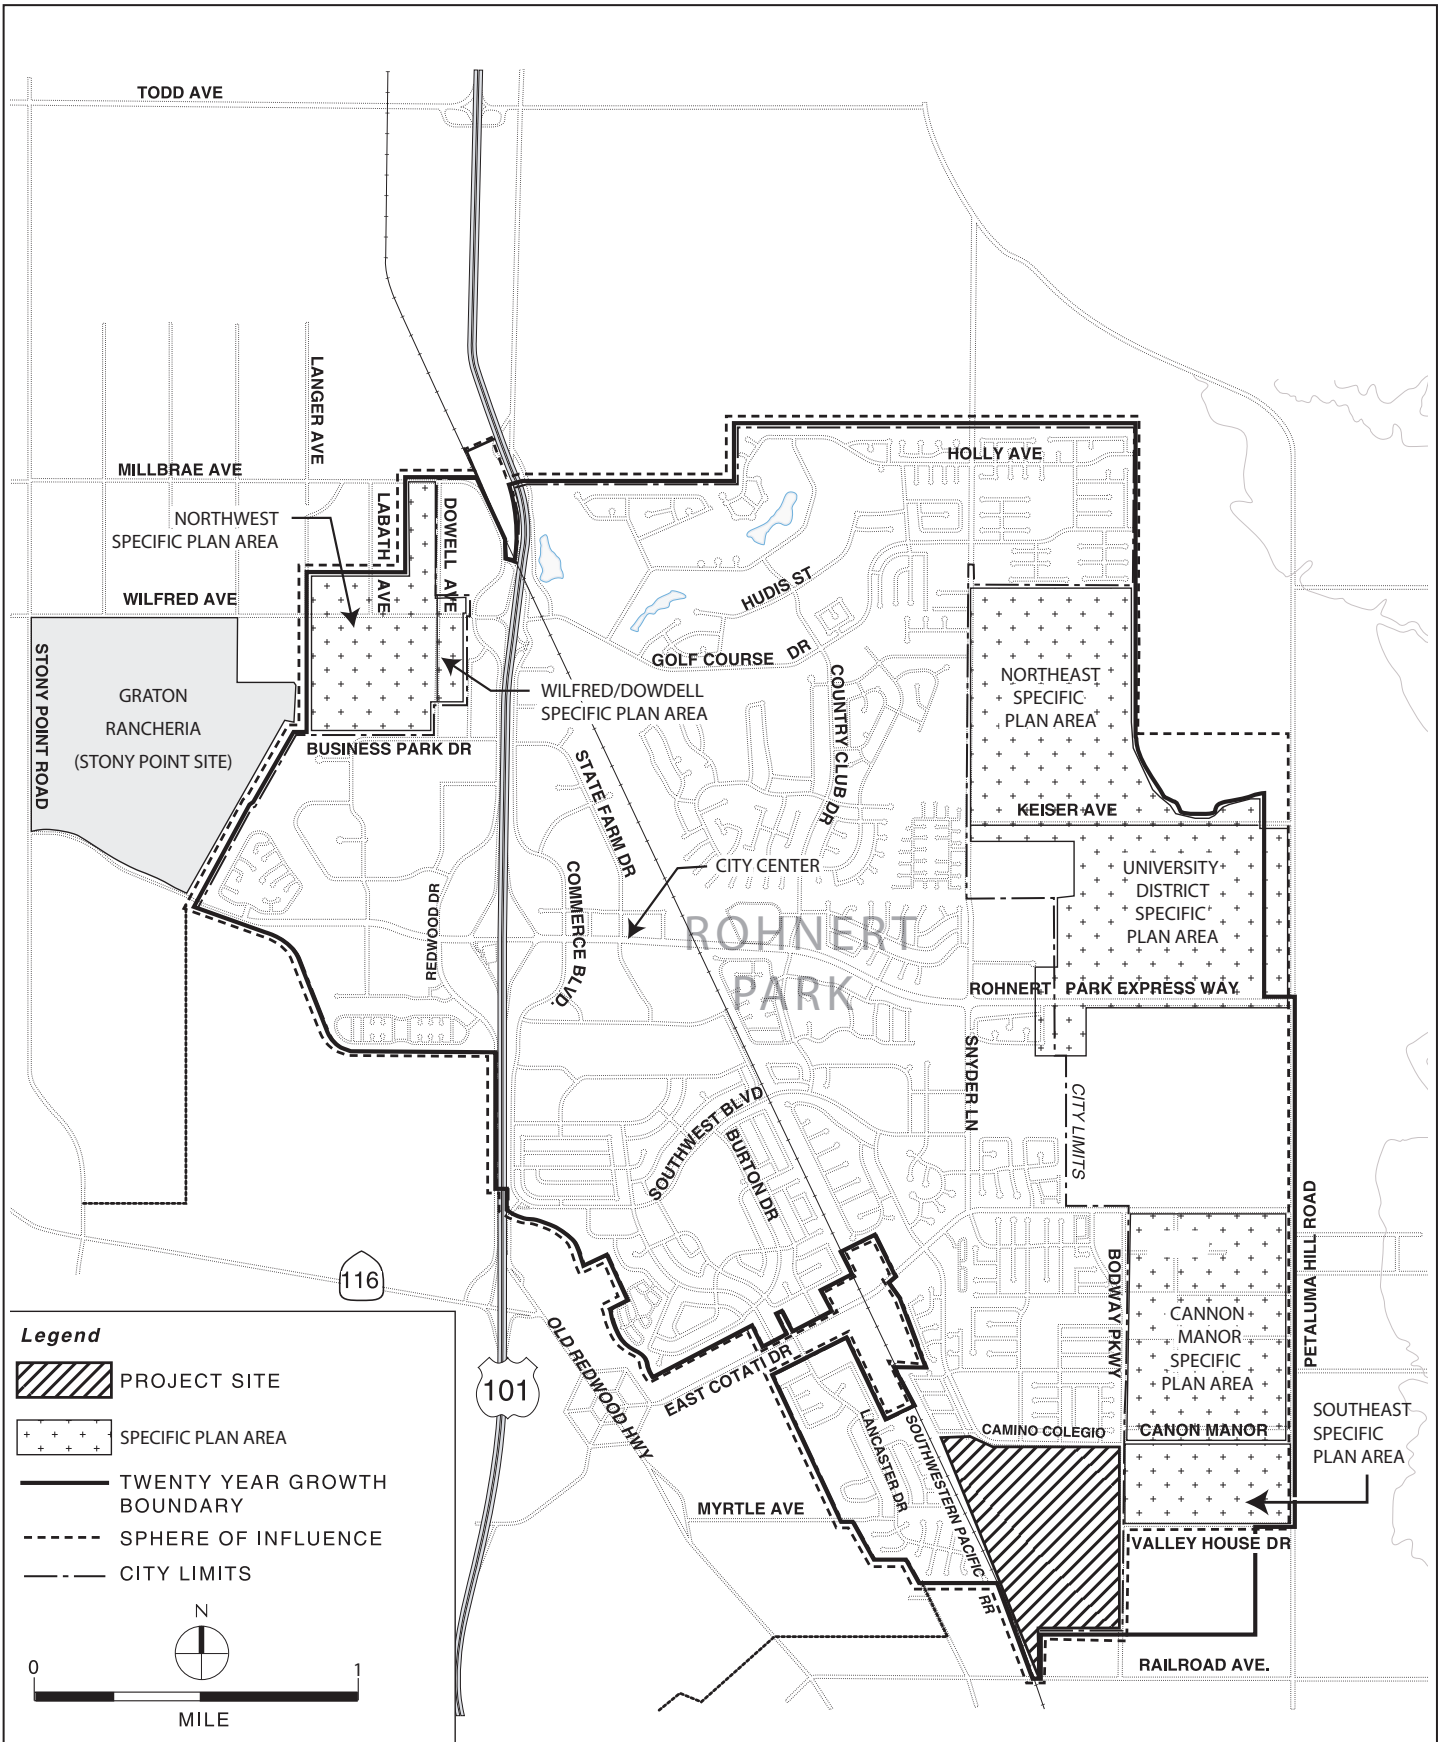 TODD AVE
LANGER AVE
HOLLY AVE
MILLBRAE AVE
LABATH AVE
DOWELL AVE
NORTHWEST
SPECIFIC PLAN AREA
HUDIS ST
WILFRED AVE
STONY POINT ROAD
GOLF COURSE DR
COUNTRY CLUB DR
NORTHEAST
SPECIFIC
PLAN AREA
GRATON
RANCHERIA
(STONY POINT SITE)
WILFRED/DOWDELL
SPECIFIC PLAN AREA
BUSINESS PARK DR
STATE FARM DR
KEISER AVE
CITY CENTER
COMMERCE BLVD.
REDWOOD DR
UNIVERSITY
DISTRICT
SPECIFIC
PLAN AREA
ROHNERT
PARK
ROHNERT PARK EXPRESS WAY
SNYDER LN
CITY LIMITS
SOUTHWEST BLVD
BURTON DR
PETALUMA HILL ROAD
BODWAY PKWY
116
CANNON
MANOR
SPECIFIC
PLAN AREA
OLD REDWOOD HWY
EAST COTATI DR
101
LANCASTER DR
SOUTHWESTERN PACIFIC RR
CAMINO COLEGIO
CANON MANOR
SOUTHEAST
SPECIFIC
PLAN AREA
MYRTLE AVE
VALLEY HOUSE DR
RAILROAD AVE.
Legend
PROJECT SITE
SPECIFIC PLAN AREA
TWENTY YEAR GROWTH
BOUNDARY
SPHERE OF INFLUENCE
CITY LIMITS
N
0 1
MILE